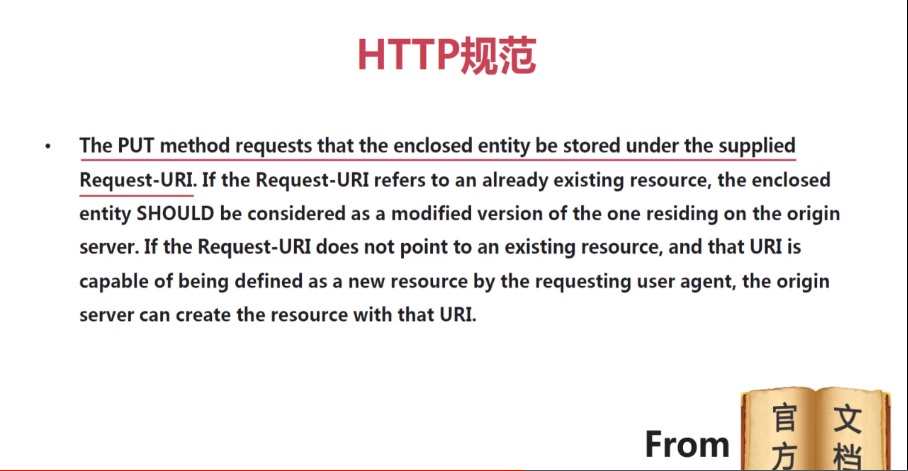 HTTP规范
• The PUT method requests that the enclosed entity be stored under the supplied
Request-URI. If the Request-URI refers to an already existing resource, the enclosed
entity SHOULD be considered as a modified version of the one residing on the origin
server. If the Request-URI does not point to an existing resource, and that URI is
capable of being defined as a new resource by the requesting user agent, the origin
server can create the resource with that URI.
From
官方
文档